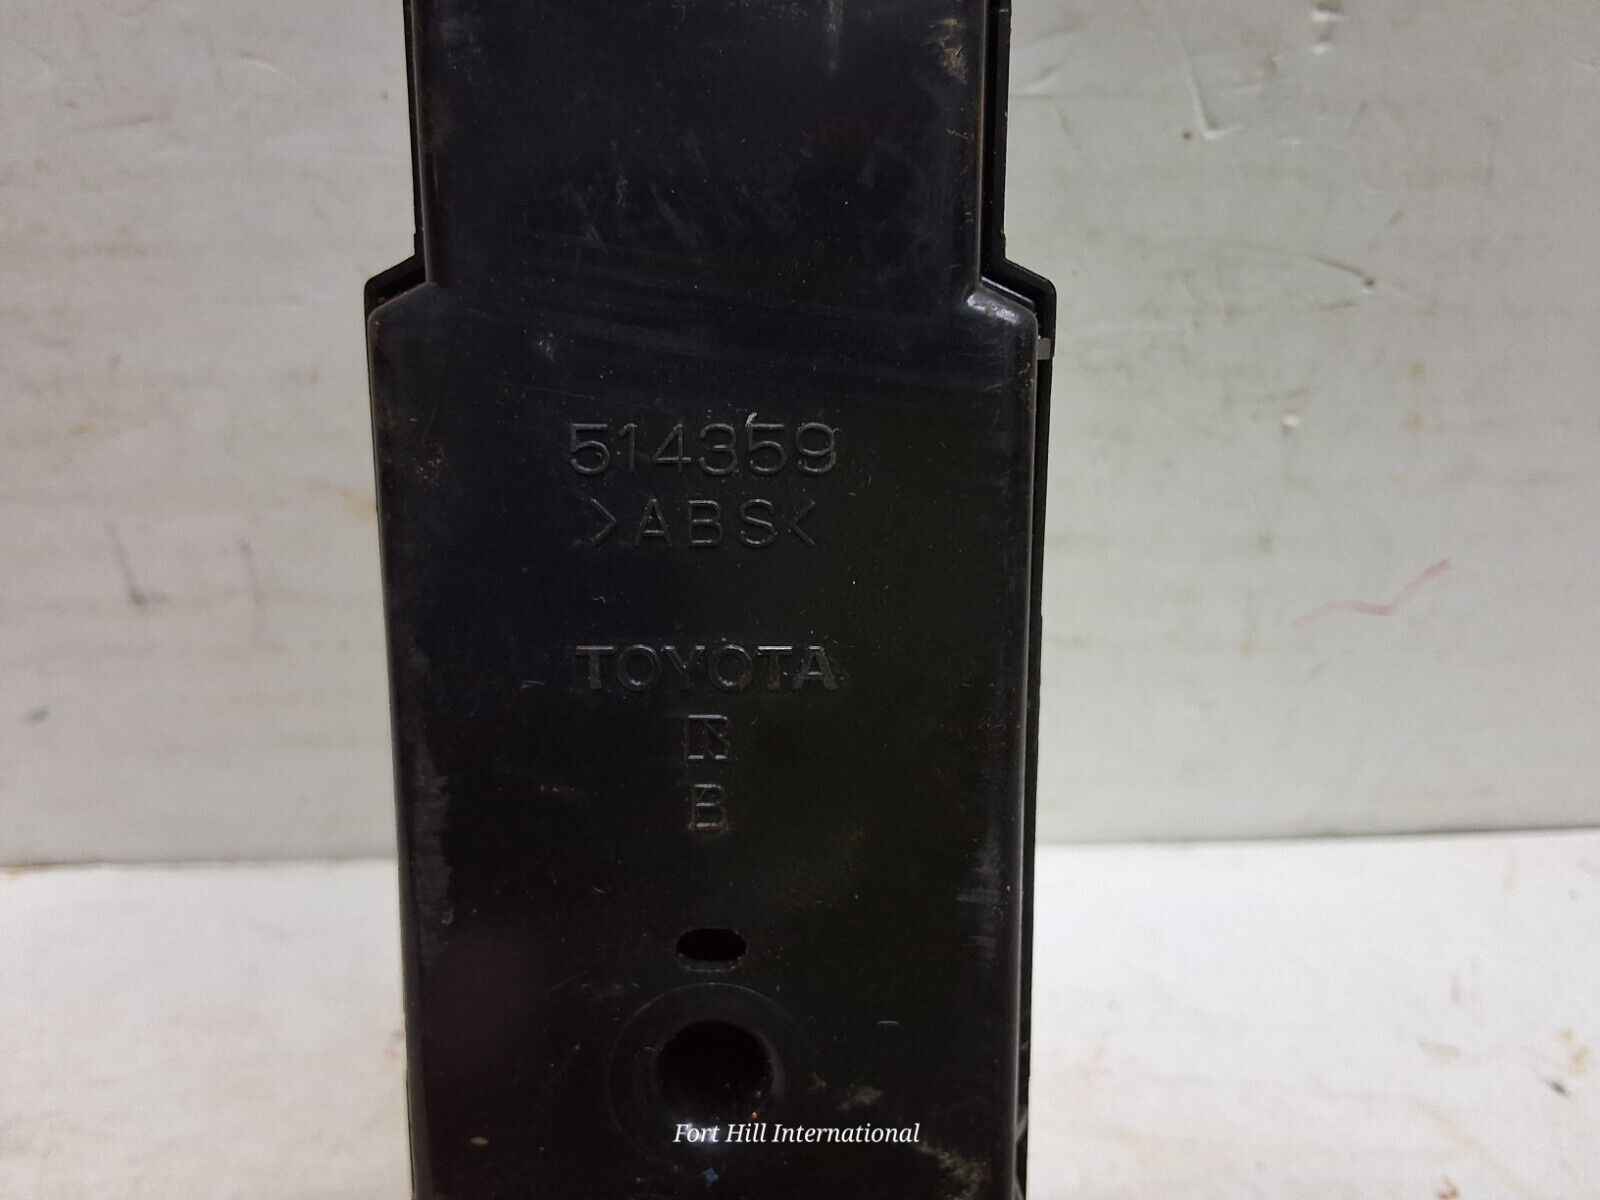 514359
>ABS<
TOYOTA
B
Fort Hill International